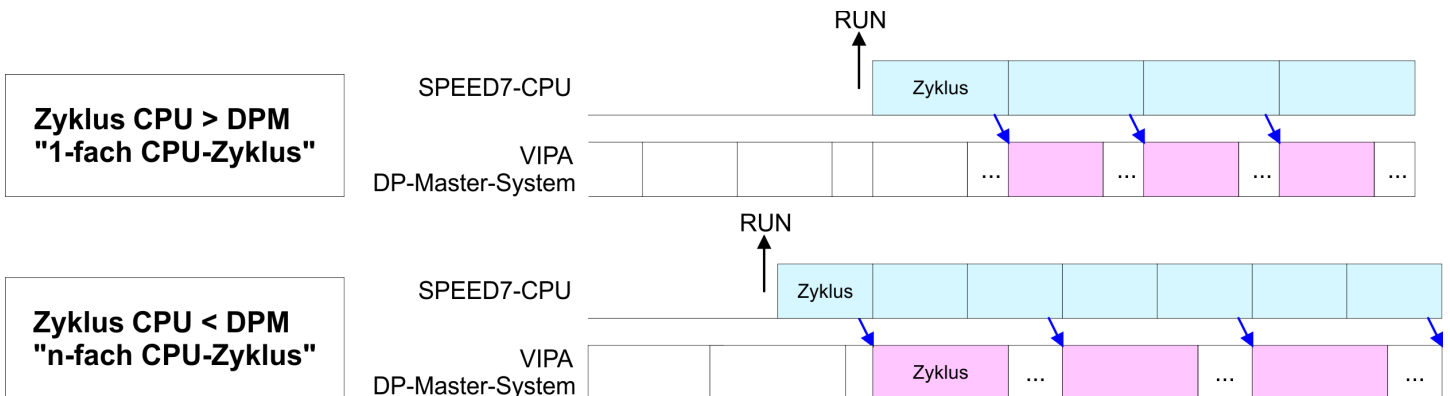 RUN
SPEED7-CPU
Zyklus
Zyklus CPU > DPM
"1-fach CPU-Zyklus"
VIPA
DP-Master-System
...
...
...
...
RUN
SPEED7-CPU
Zyklus
Zyklus CPU < DPM
"n-fach CPU-Zyklus"
VIPA
DP-Master-System
Zyklus
...
...
...